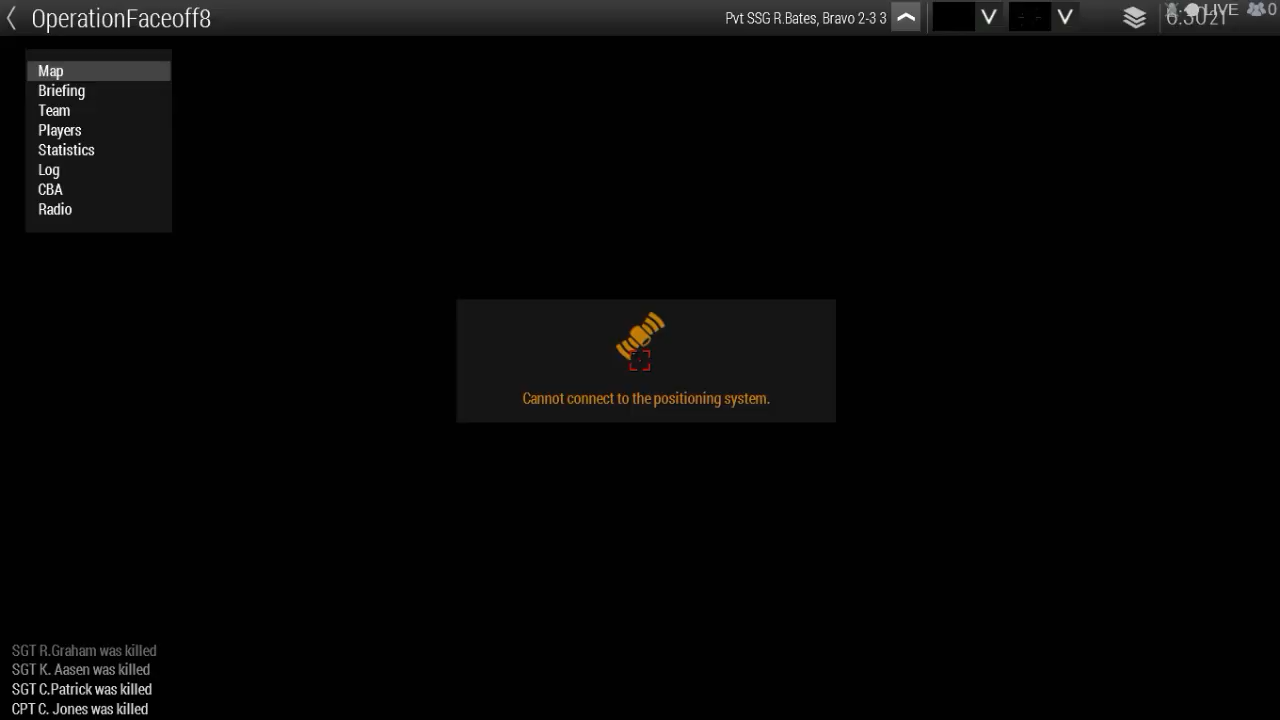 OperationFaceoff8
Pvt SSG R.Bates, Bravo 2-3 3
LIVE 0
Map
Briefing
Team
Players
Statistics
Log
CBA
Radio
Cannot connect to the positioning system.
SGT R.Graham was killed
SGT K. Aasen was killed
SGT C.Patrick was killed
CPT C. Jones was killed